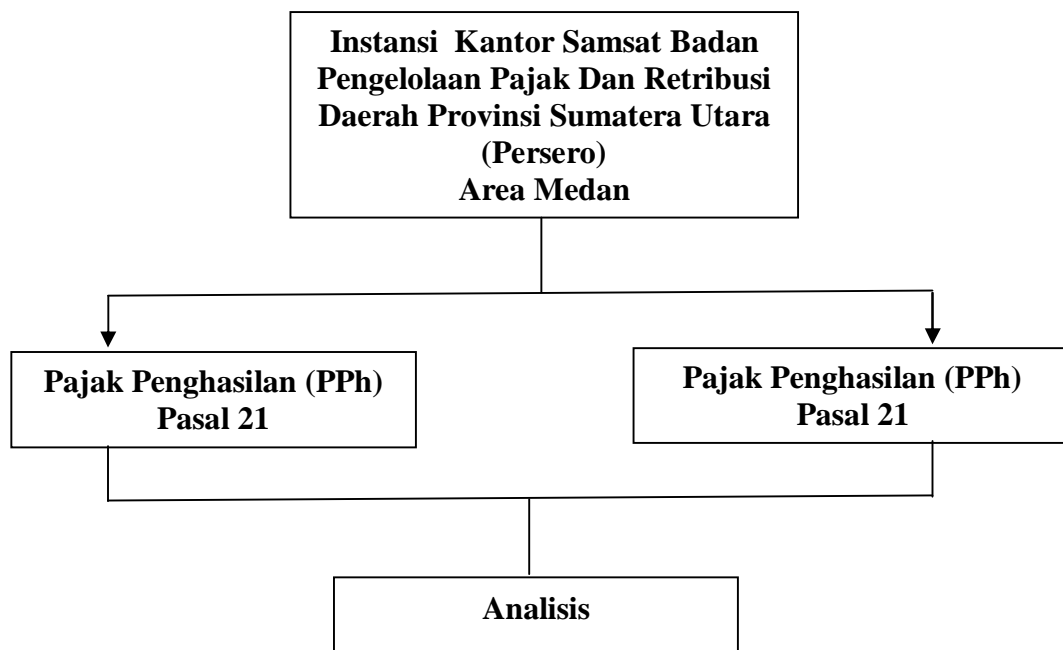 Instansi Kantor Samsat Badan
Pengelolaan Pajak Dan Retribusi
Daerah Provinsi Sumatera Utara
(Persero)
Area Medan
Pajak Penghasilan (PPh)
Pasal 21
Pajak Penghasilan (PPh)
Pasal 21
Analisis